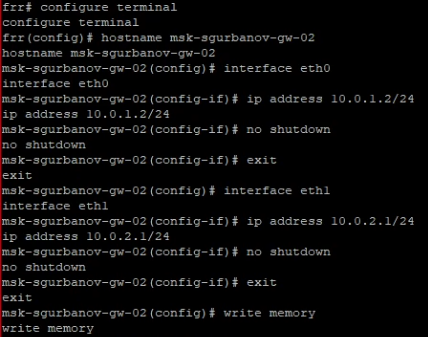 frr# configure terminal
configure terminal
frr(config)# hostname msk-sgurbanov-gw-02
hostname msk-sgurbanov-gw-02
msk-sgurbanov-gw-02(config)# interface eth0
interface eth0
msk-sgurbanov-gw-02(config-if)# ip address 10.0.1.2/24
ip address 10.0.1.2/24
msk-sgurbanov-gw-02(config-if)# no shutdown
no shutdown
msk-sgurbanov-gw-02(config-if)# exit
exit
msk-sgurbanov-gw-02(config)# interface eth1
interface eth1
msk-sgurbanov-gw-02(config-if)# ip address 10.0.2.1/24
ip address 10.0.2.1/24
msk-sgurbanov-gw-02(config-if)# no shutdown
no shutdown
msk-sgurbanov-gw-02(config-if)# exit
exit
msk-sgurbanov-gw-02(config)# write memory
write memory